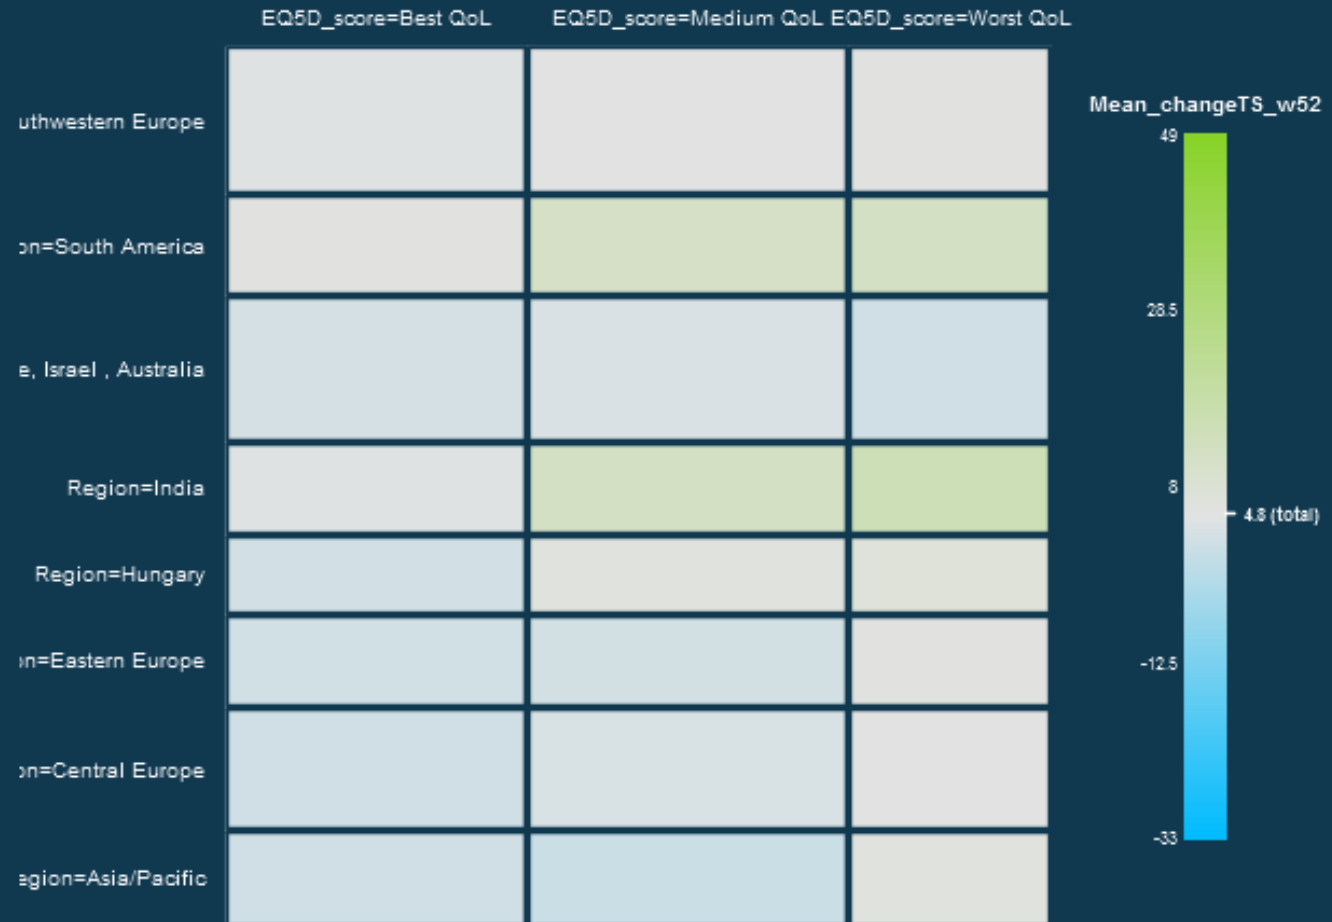 EQ5D_score=Best QoL EQ5D_score=Medium QoL EQ5D_score=Worst QoL
uthwestern Europe
on=South America
e, Israel , Australia
Region=India
Region=Hungary
on=Eastern Europe
on=Central Europe
egion=Asia/Pacific
Mean_changeTS_w52
49
28.5
8
4.8 (total)
-12.5
-33